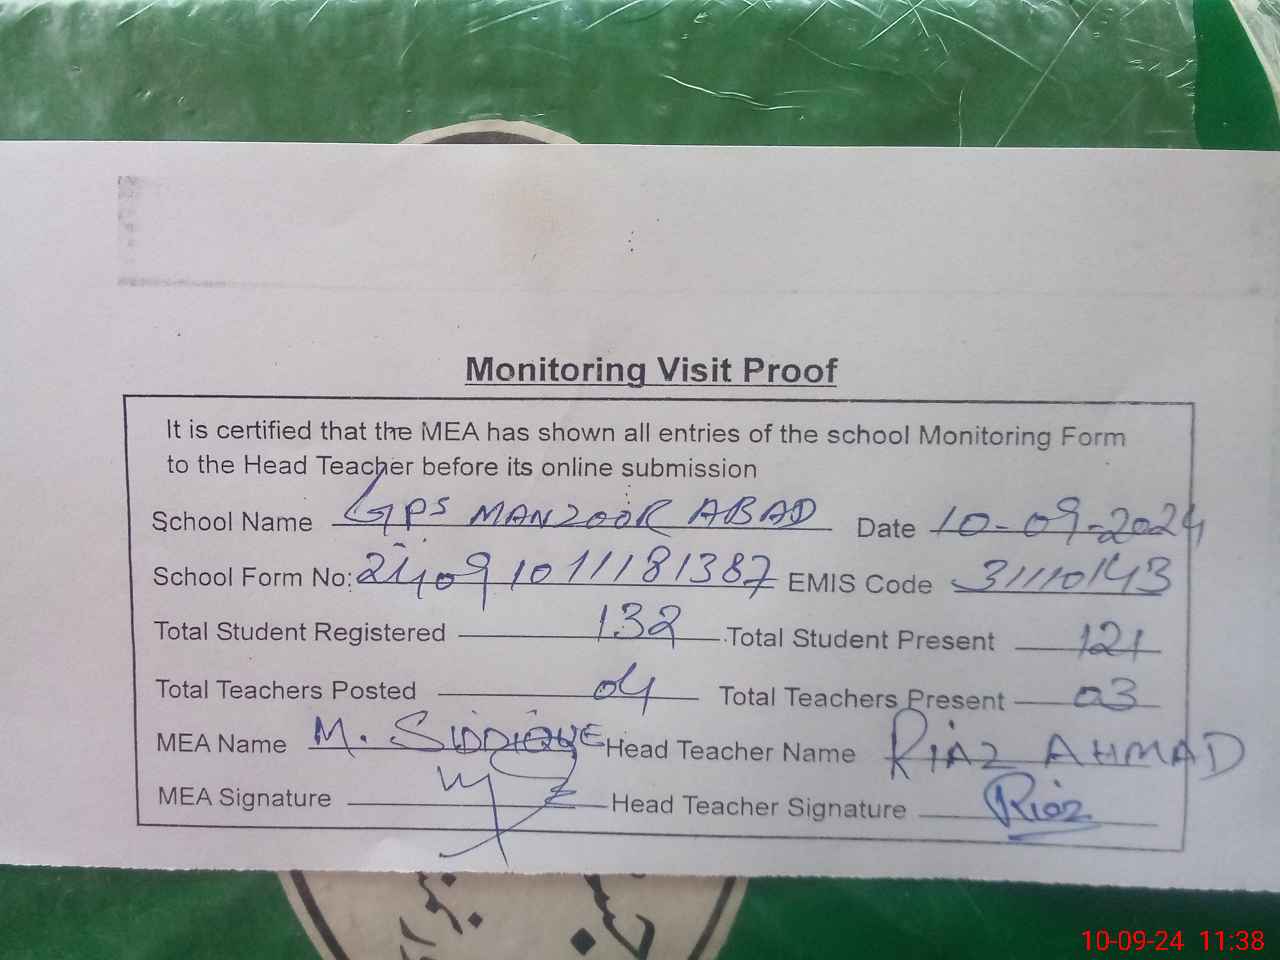 Monitoring Visit Proof
It is certified that the MEA has shown all entries of the school Monitoring Form
to the Head Teacher before its online submission
School Name GPS MANZOOR ABAD Date 10-09-2024
School Form No: 240910111181387 EMIS Code 31110143
Total Student Registered 132 Total Student Present 121
Total Teachers Posted 04 Total Teachers Present 03
MEA Name M. SIDDIQUE Head Teacher Name RIAZ AHMAD
MEA Signature Head Teacher Signature Riaz
10-09-24 11:38